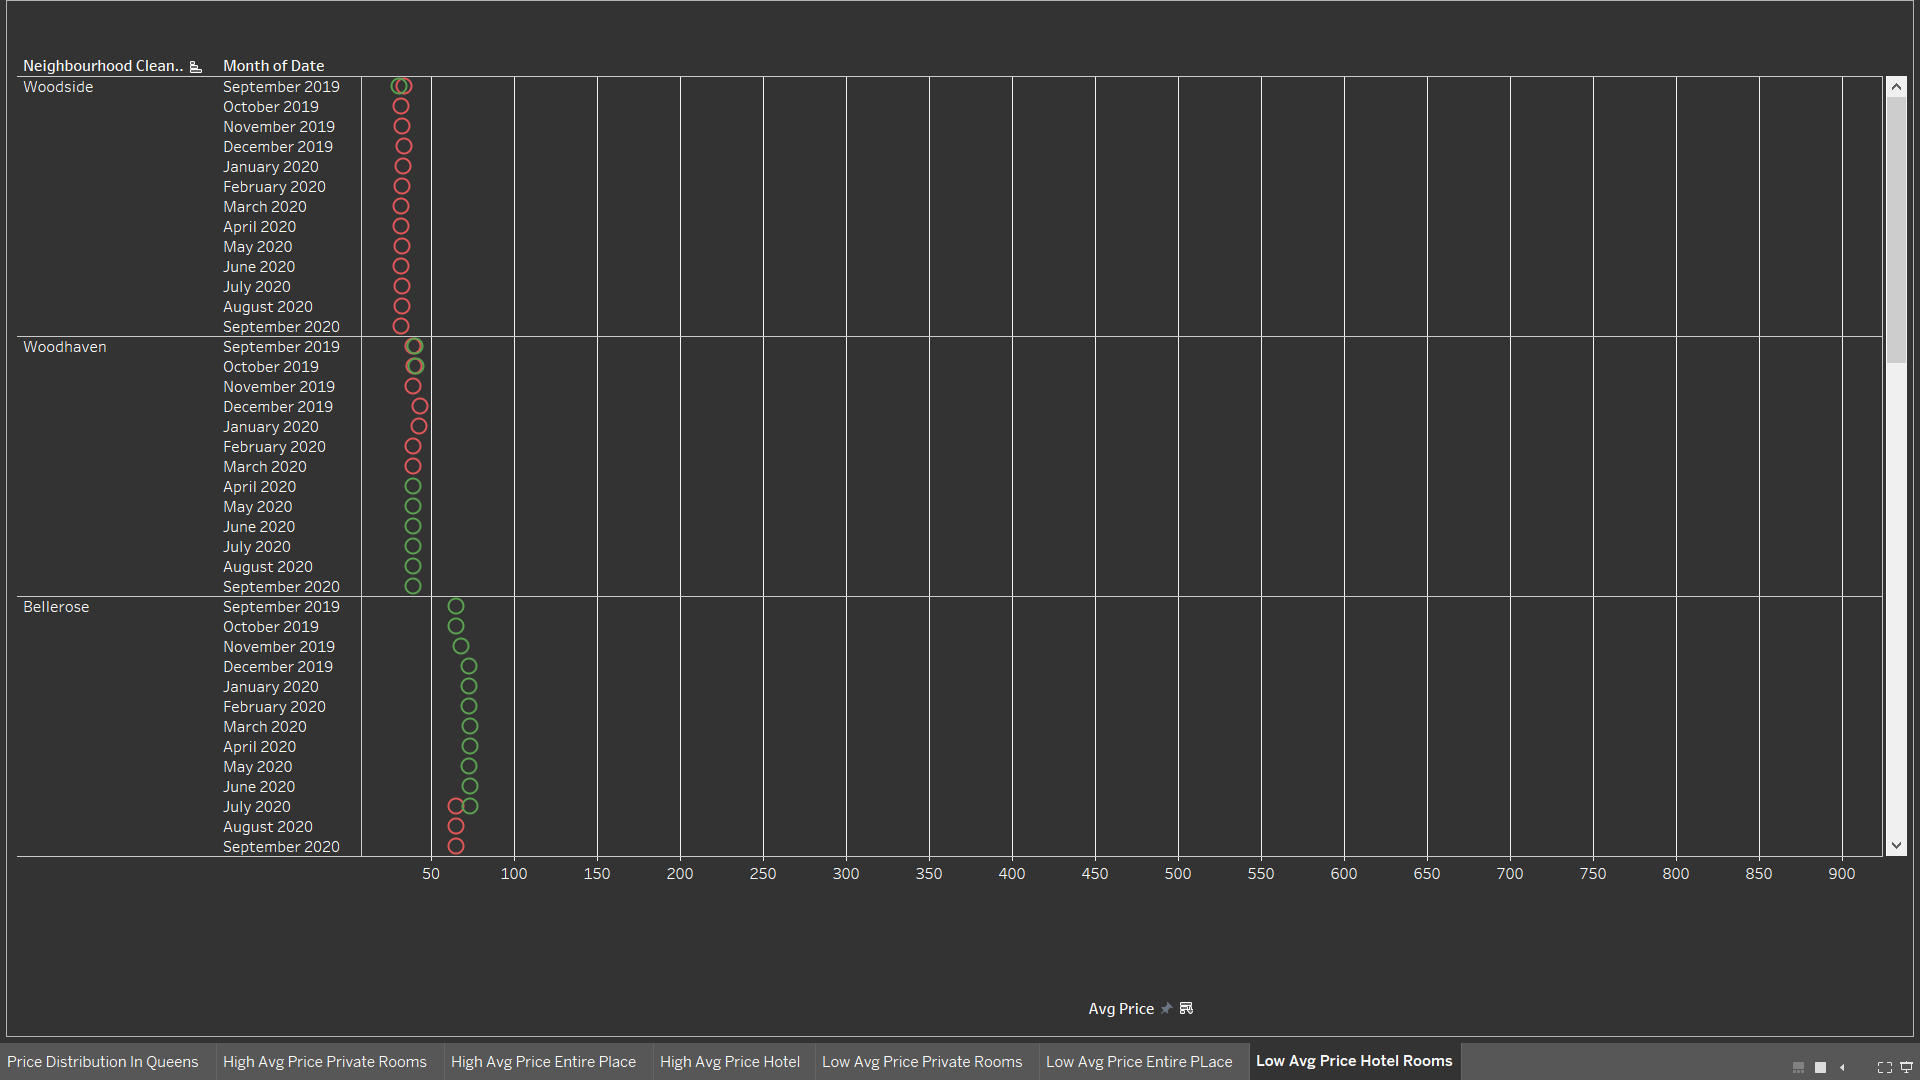 Neighbourhood Clean.. Month of Date
Woodside September 2019
October 2019
November 2019
December 2019
January 2020
February 2020
March 2020
April 2020
May 2020
June 2020
July 2020
August 2020
September 2020
Woodhaven September 2019
October 2019
November 2019
December 2019
January 2020
February 2020
March 2020
April 2020
May 2020
June 2020
July 2020
August 2020
September 2020
Bellerose September 2019
October 2019
November 2019
December 2019
January 2020
February 2020
March 2020
April 2020
May 2020
June 2020
July 2020
August 2020
September 2020
50 100 150 200 250 300 350 400 450 500 550 600 650 700 750 800 850 900
Avg Price
Price Distribution In Queens High Avg Price Private Rooms High Avg Price Entire Place High Avg Price Hotel Low Avg Price Private Rooms Low Avg Price Entire PLace Low Avg Price Hotel Rooms